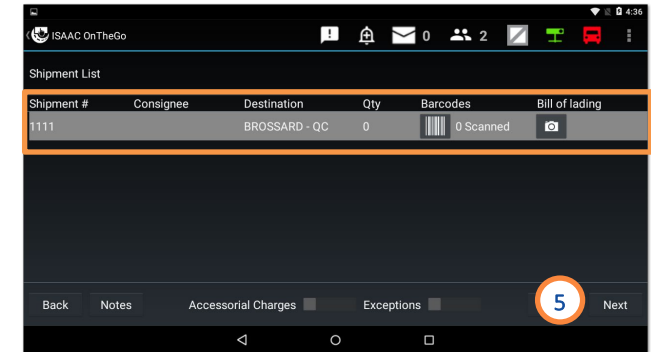 4:36
ISAAC OnTheGo 0 2
Shipment List
Shipment # Consignee Destination Qty Barcodes Bill of lading
1111 BROSSARD - QC 0 0 Scanned
Back Notes Accessorial Charges Exceptions 5 Next